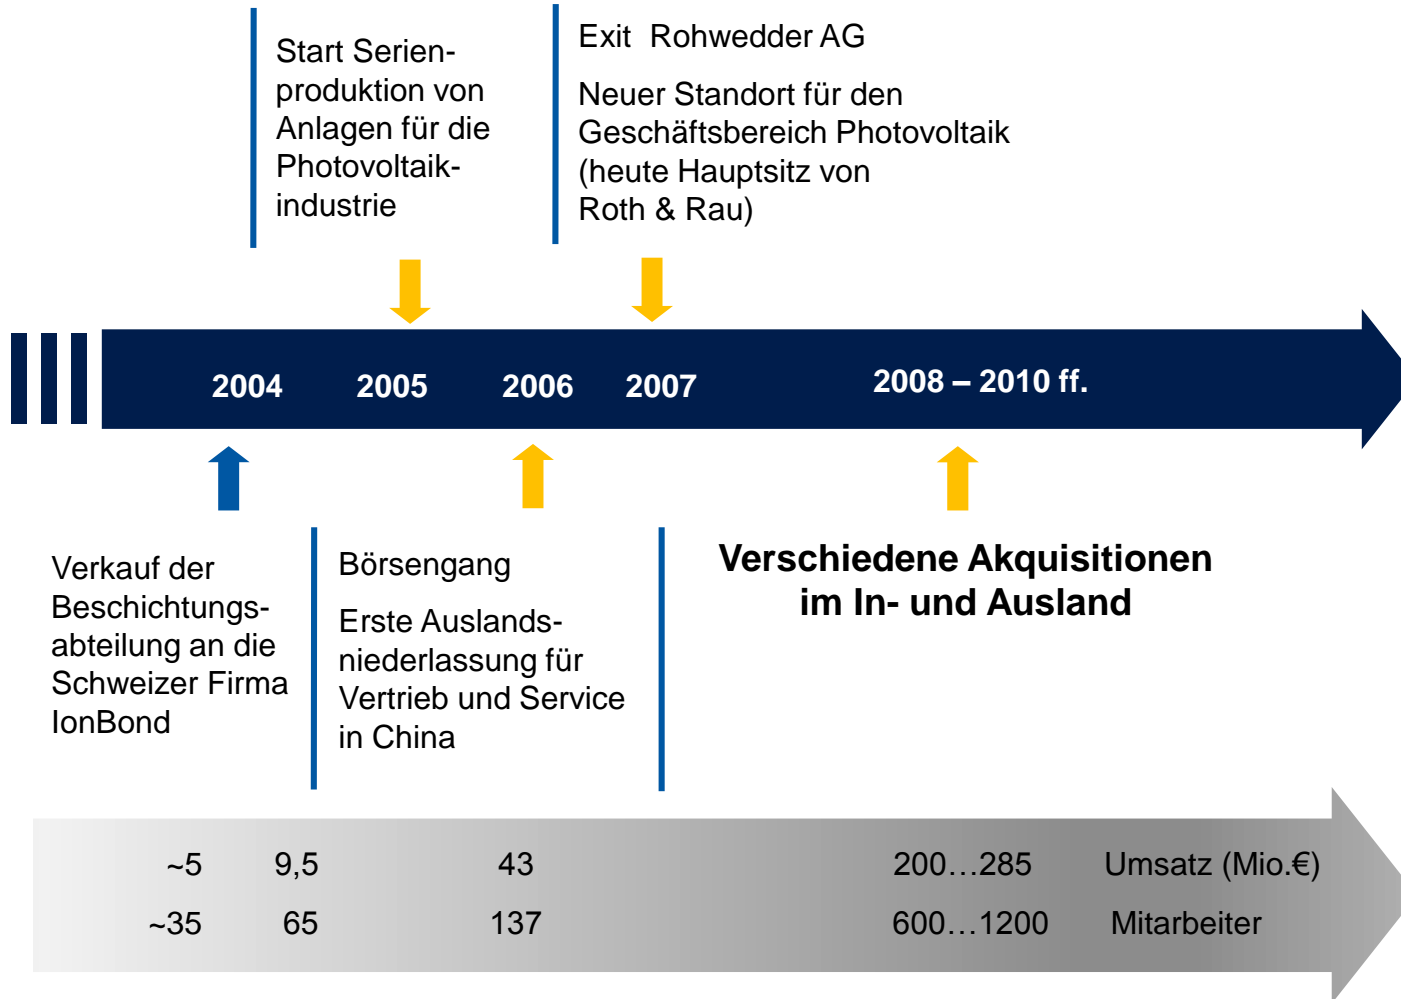 Start Serien-
produktion von
Anlagen für die
Photovoltaik-
industrie
Exit Rohwedder AG
Neuer Standort für den
Geschäftsbereich Photovoltaik
(heute Hauptsitz von
Roth & Rau)
2004 2005 2006 2007 2008 – 2010 ff.
Verkauf der
Beschichtungs-
abteilung an die
Schweizer Firma
IonBond
Börsengang
Erste Auslands-
niederlassung für
Vertrieb und Service
in China
Verschiedene Akquisitionen
im In- und Ausland
~5 9,5 43 200…285 Umsatz (Mio.€)
~35 65 137 600…1200 Mitarbeiter